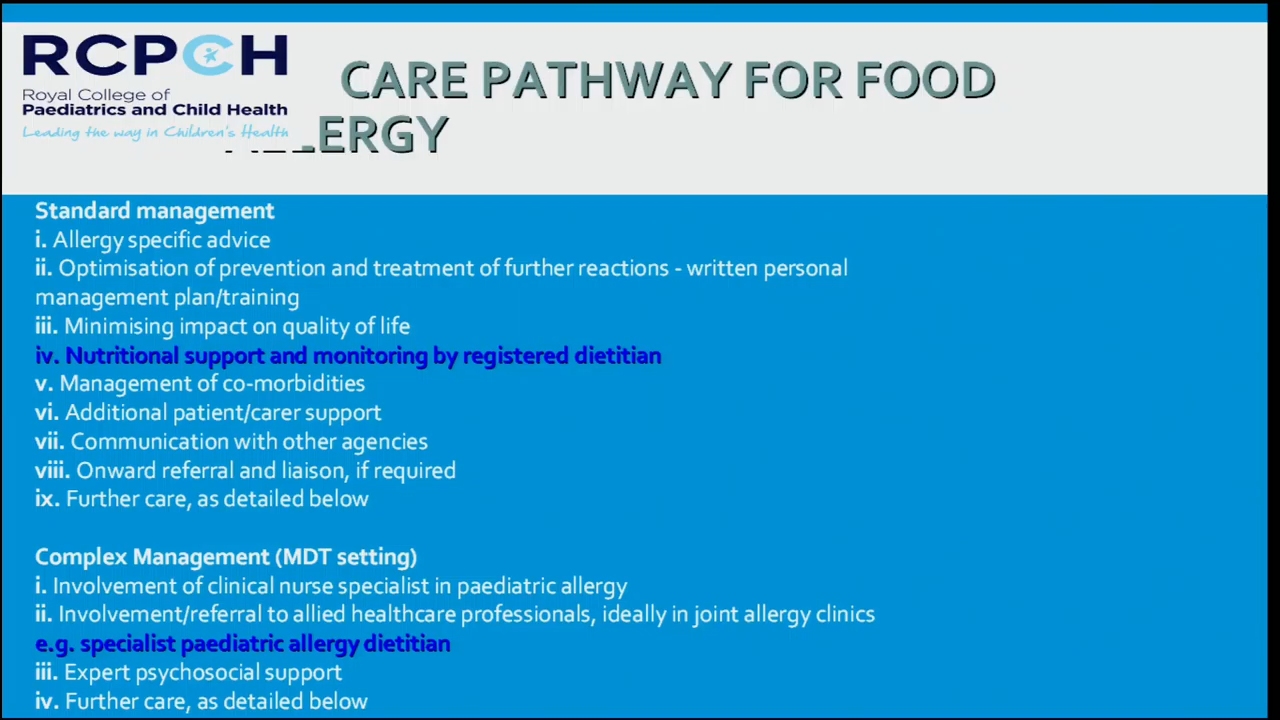 RCPCH
Royal College of
Paediatrics and Child Health
Leading the way in Children's Health
CARE PATHWAY FOR FOOD
ALLERGY
Standard management
i. Allergy specific advice
ii. Optimisation of prevention and treatment of further reactions - written personal
management plan/training
iii. Minimising impact on quality of life
iv. Nutritional support and monitoring by registered dietitian
v. Management of co-morbidities
vi. Additional patient/carer support
vii. Communication with other agencies
viii. Onward referral and liaison, if required
ix. Further care, as detailed below
Complex Management (MDT setting)
i. Involvement of clinical nurse specialist in paediatric allergy
ii. Involvement/referral to allied healthcare professionals, ideally in joint allergy clinics
e.g. specialist paediatric allergy dietitian
iii. Expert psychosocial support
iv. Further care, as detailed below